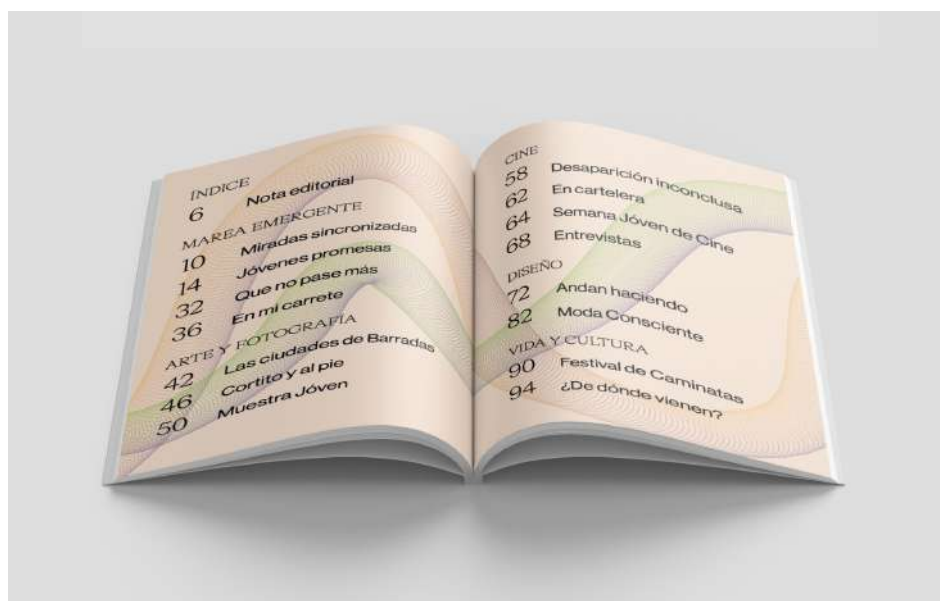 INDICE
6 Nota editorial
MAREA EMERGENTE
10 Miradas sincronizadas
14 Jóvenes promesas
32 Que no pase más
36 En mi carrete
ARTE Y FOTOGRAFÍA
42 Las ciudades de Barradas
46 Cortito y al pie
50 Muestra Jóven
CINE
58 Desaparición inconclusa
62 En cartelera
64 Semana Jóven de Cine
68 Entrevistas
DISEÑO
72 Andan haciendo
82 Moda Consciente
VIDA Y CULTURA
90 Festival de Caminatas
94 ¿De dónde vienen?